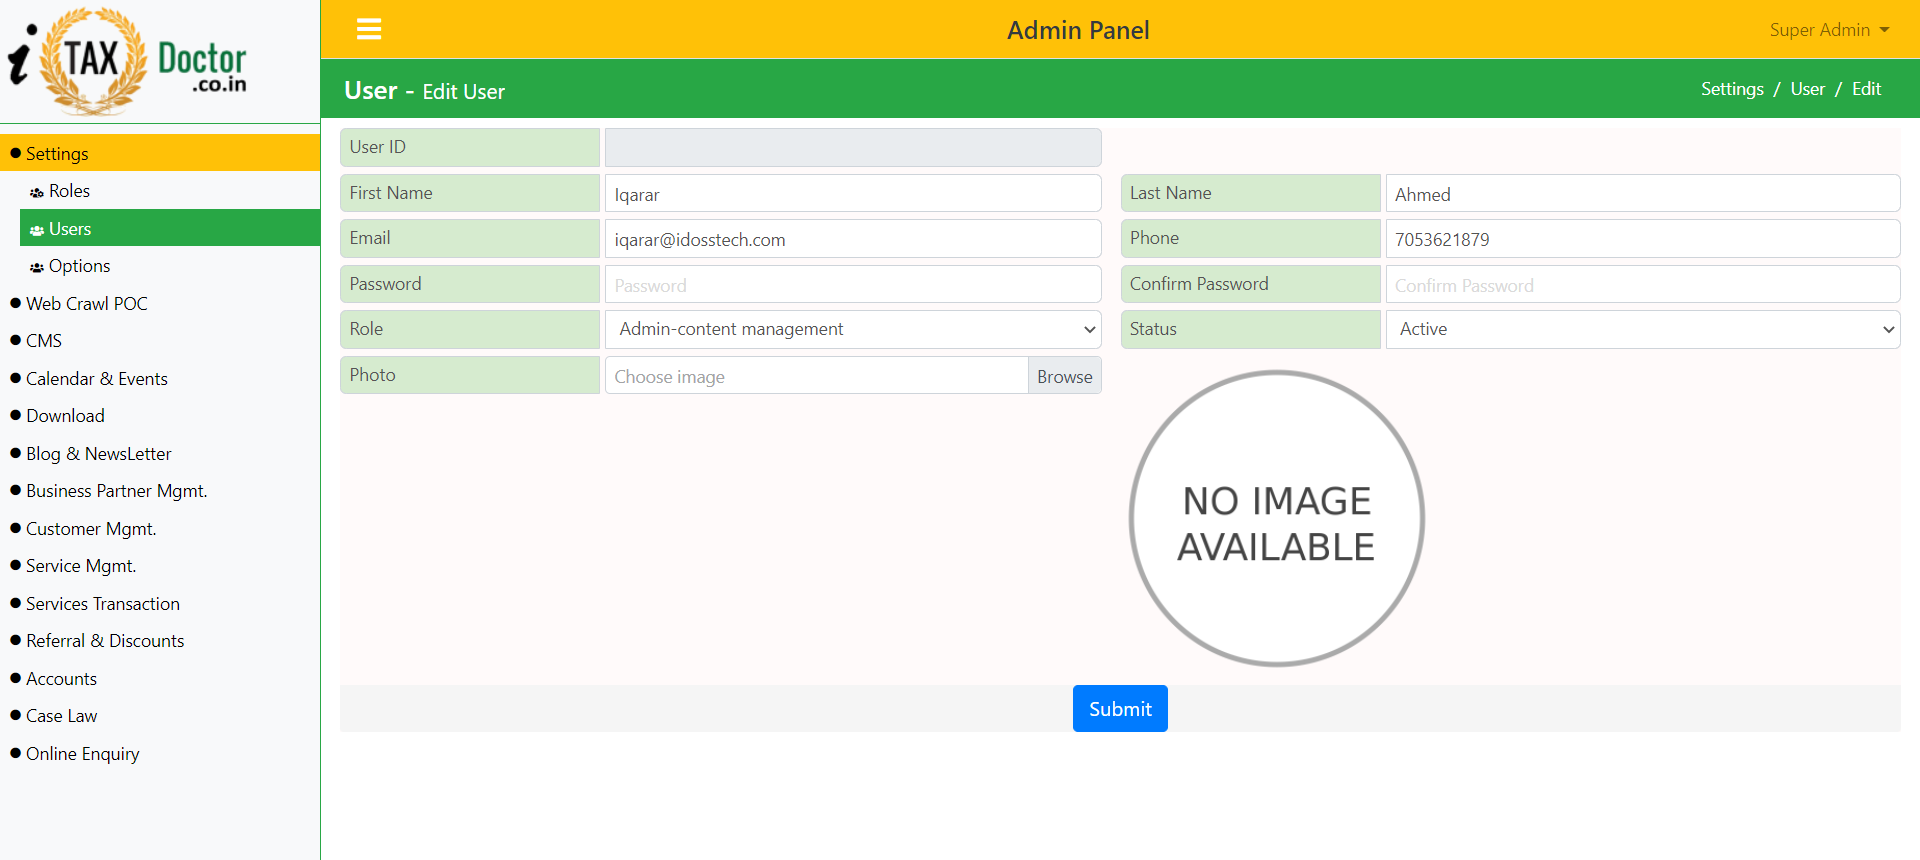 i TAX Doctor
.co.in
Admin Panel
Super Admin
User - Edit User
Settings / User / Edit
Settings
Roles
Users
Options
Web Crawl POC
CMS
Calendar & Events
Download
Blog & NewsLetter
Business Partner Mgmt.
Customer Mgmt.
Service Mgmt.
Services Transaction
Referral & Discounts
Accounts
Case Law
Online Enquiry
User ID
First Name Iqarar Last Name Ahmed
Email iqarar@idosstech.com Phone 7053621879
Password Password Confirm Password Confirm Password
Role Admin-content management Status Active
Photo Choose image Browse
NO IMAGE
AVAILABLE
Submit